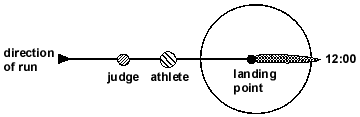 direction
of run
judge
athlete
landing
point
12:00